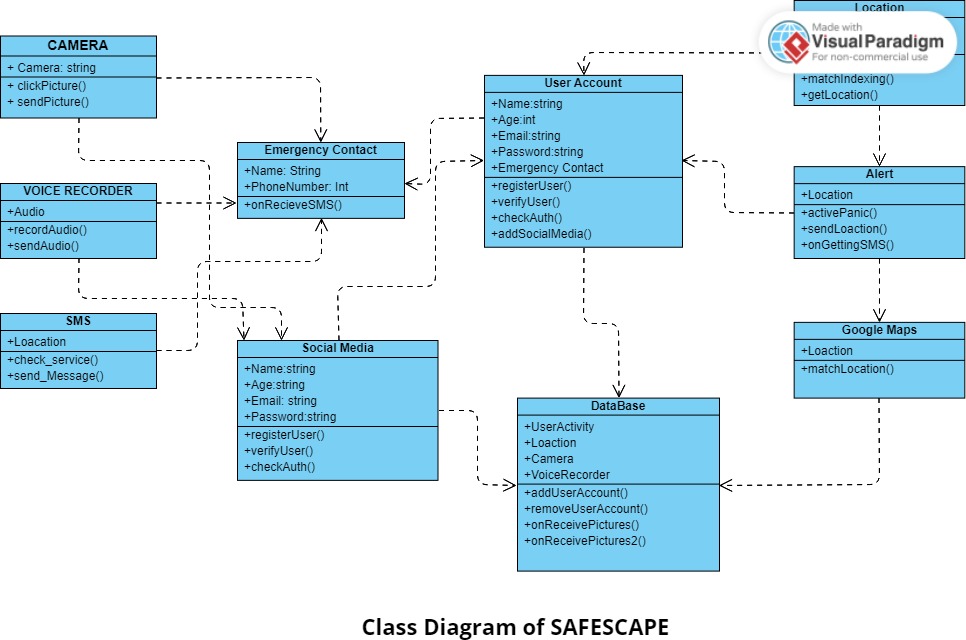 CAMERA
+ Camera: string
+ clickPicture()
+ sendPicture()
VOICE RECORDER
+Audio
+recordAudio()
+sendAudio()
SMS
+Loacation
+check_service()
+send_Message()
Emergency Contact
+Name: String
+PhoneNumber: Int
+onRecieveSMS()
Social Media
+Name:string
+Age:string
+Email: string
+Password:string
+registerUser()
+verifyUser()
+checkAuth()
User Account
+Name:string
+Age:int
+Email:string
+Password:string
+Emergency Contact
+registerUser()
+verifyUser()
+checkAuth()
+addSocialMedia()
DataBase
+UserActivity
+Loaction
+Camera
+VoiceRecorder
+addUserAccount()
+removeUserAccount()
+onReceivePictures()
+onReceivePictures2()
Location
Made with
Visual Paradigm
For non-commercial use
+matchIndexing()
+getLocation()
Alert
+Location
+activePanic()
+sendLoaction()
+onGettingSMS()
Google Maps
+Loaction
+matchLocation()
Class Diagram of SAFESCAPE